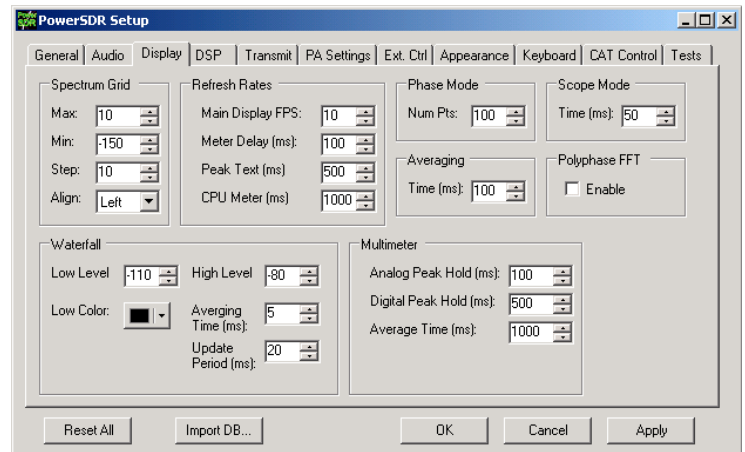 PowerSDR Setup
General Audio Display DSP Transmit PA Settings Ext. Ctrl Appearance Keyboard CAT Control Tests
Spectrum Grid
Max: 10
Min: -150
Step: 10
Align: Left
Refresh Rates
Main Display FPS: 10
Meter Delay (ms): 100
Peak Text (ms) 500
CPU Meter (ms) 1000
Phase Mode
Num Pts: 100
Scope Mode
Time (ms): 50
Averaging
Time (ms): 100
Polyphase FFT
Enable
Waterfall
Low Level -110 High Level -80
Low Color: Averging
Time (ms): 5
Update
Period (ms): 20
Multimeter
Analog Peak Hold (ms): 100
Digital Peak Hold (ms): 500
Average Time (ms): 1000
Reset All Import DB... OK Cancel Apply